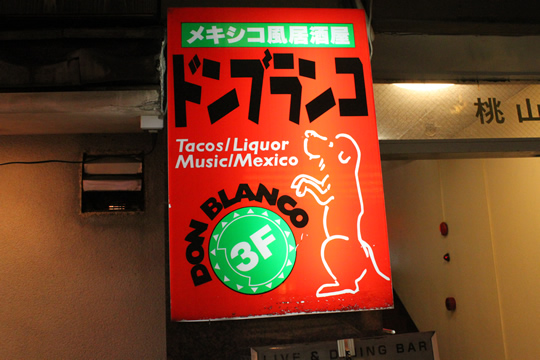 メキシコ風居酒屋
ドンブランコ
Tacos/Liquor
Music/Mexico
DON BLANCO
3F
桃山
LIVE & DINING BAR